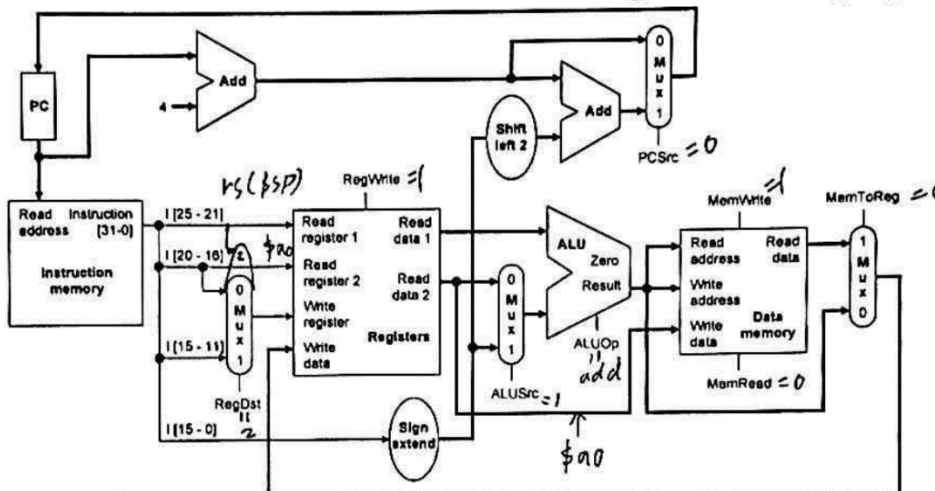 0
M
u
x
1
Add
PC
4
Add
Shift
left 2
PCSrc =0
rs($sp)
RegWrite =1
MemWrite =1
MemToReg =0
Read
address
Instruction
[31-0]
Instruction
memory
I [25 - 21]
I [20 - 16]
$a0
2
0
M
u
x
1
I [15 - 11]
RegDst
=
2
I [15 - 0]
Read
register 1
Read
data 1
Read
register 2
Read
data 2
Write
register
Write
data
Registers
Sign
extend
0
M
u
x
1
ALUSrc =1
ALU
Zero
Result
ALUOp
=
add
$a0
Read
address
Read
data
Write
address
Write
data
Data
memory
MemRead =0
1
M
u
x
0